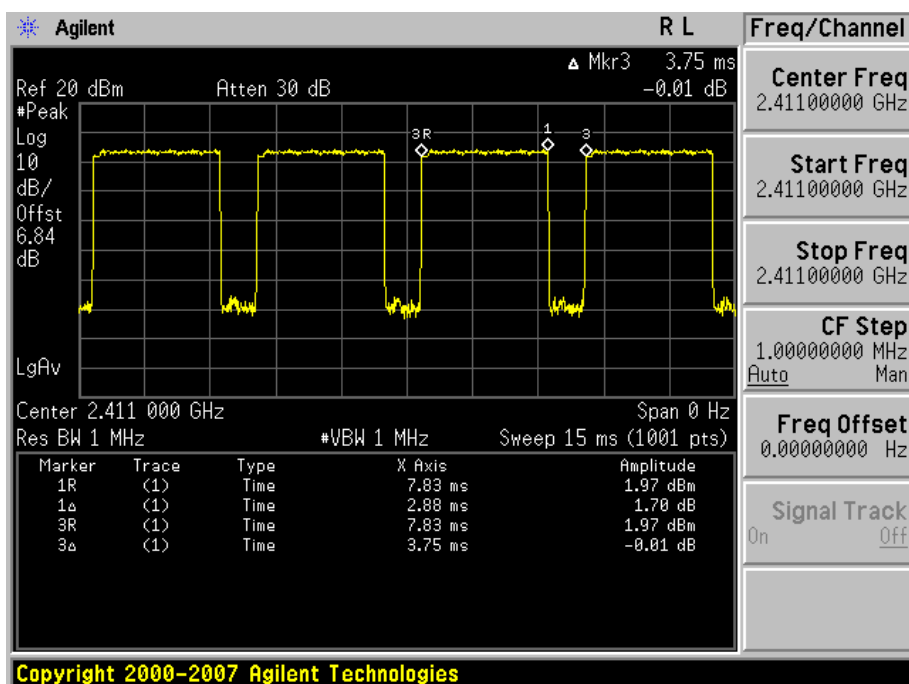 Agilent R L
Δ Mkr3 3.75 ms
Ref 20 dBm Atten 30 dB -0.01 dB
#Peak
Log
10
dB/
Offst
6.84
dB
LgAv
3R 1 3
Center 2.411 000 GHz Span 0 Hz
Res BW 1 MHz #VBW 1 MHz Sweep 15 ms (1001 pts)
Marker Trace Type X Axis Amplitude
1R (1) Time 7.83 ms 1.97 dBm
1Δ (1) Time 2.88 ms 1.70 dB
3R (1) Time 7.83 ms 1.97 dBm
3Δ (1) Time 3.75 ms -0.01 dB
Freq/Channel
Center Freq
2.41100000 GHz
Start Freq
2.41100000 GHz
Stop Freq
2.41100000 GHz
CF Step
1.00000000 MHz
Auto Man
Freq Offset
0.00000000 Hz
Signal Track
On Off
Copyright 2000-2007 Agilent Technologies